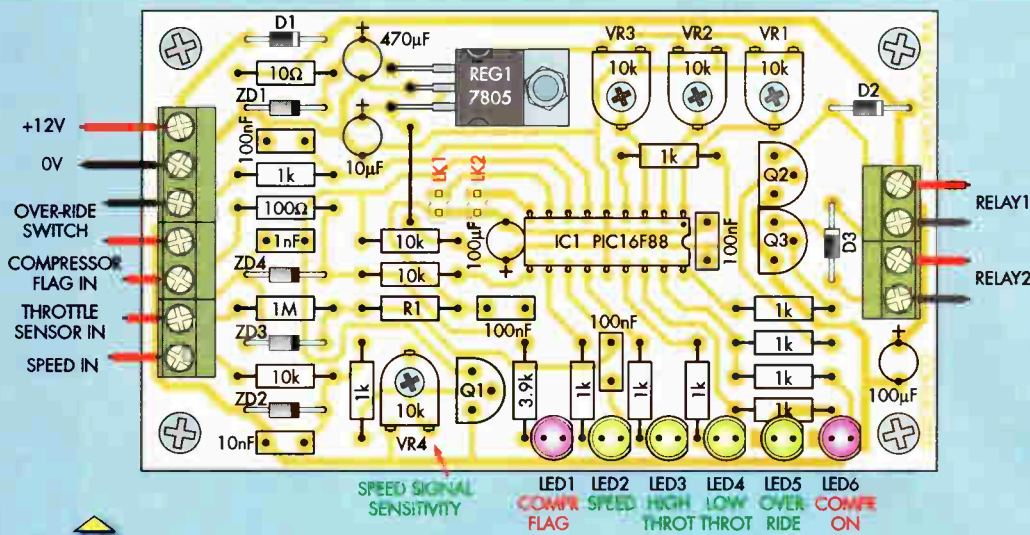 D1
470µF
10Ω
ZD1
100nF
1k
10µF
100Ω
1nF
ZD4
1M
ZD3
10k
ZD2
10nF
+12V
0V
OVER-RIDE
SWITCH
COMPRESSOR
FLAG IN
THROTTLE
SENSOR IN
SPEED IN
REG1
7805
VR3
VR2
VR1
10k
10k
10k
D2
1k
LK1
LK2
Q2
Q3
D3
100µF
IC1 PIC16F88
100nF
10k
10k
R1
100nF
100nF
RELAY1
RELAY2
1k
1k
1k
1k
100µF
1k
10k
VR4
Q1
3.9k
1k
1k
1k
SPEED SIGNAL
SENSITIVITY
LED1
COMPR
FLAG
LED2
SPEED
LED3
HIGH
THROT
LED4
LOW
THROT
LED5
OVER
RIDE
LED6
COMPR
ON